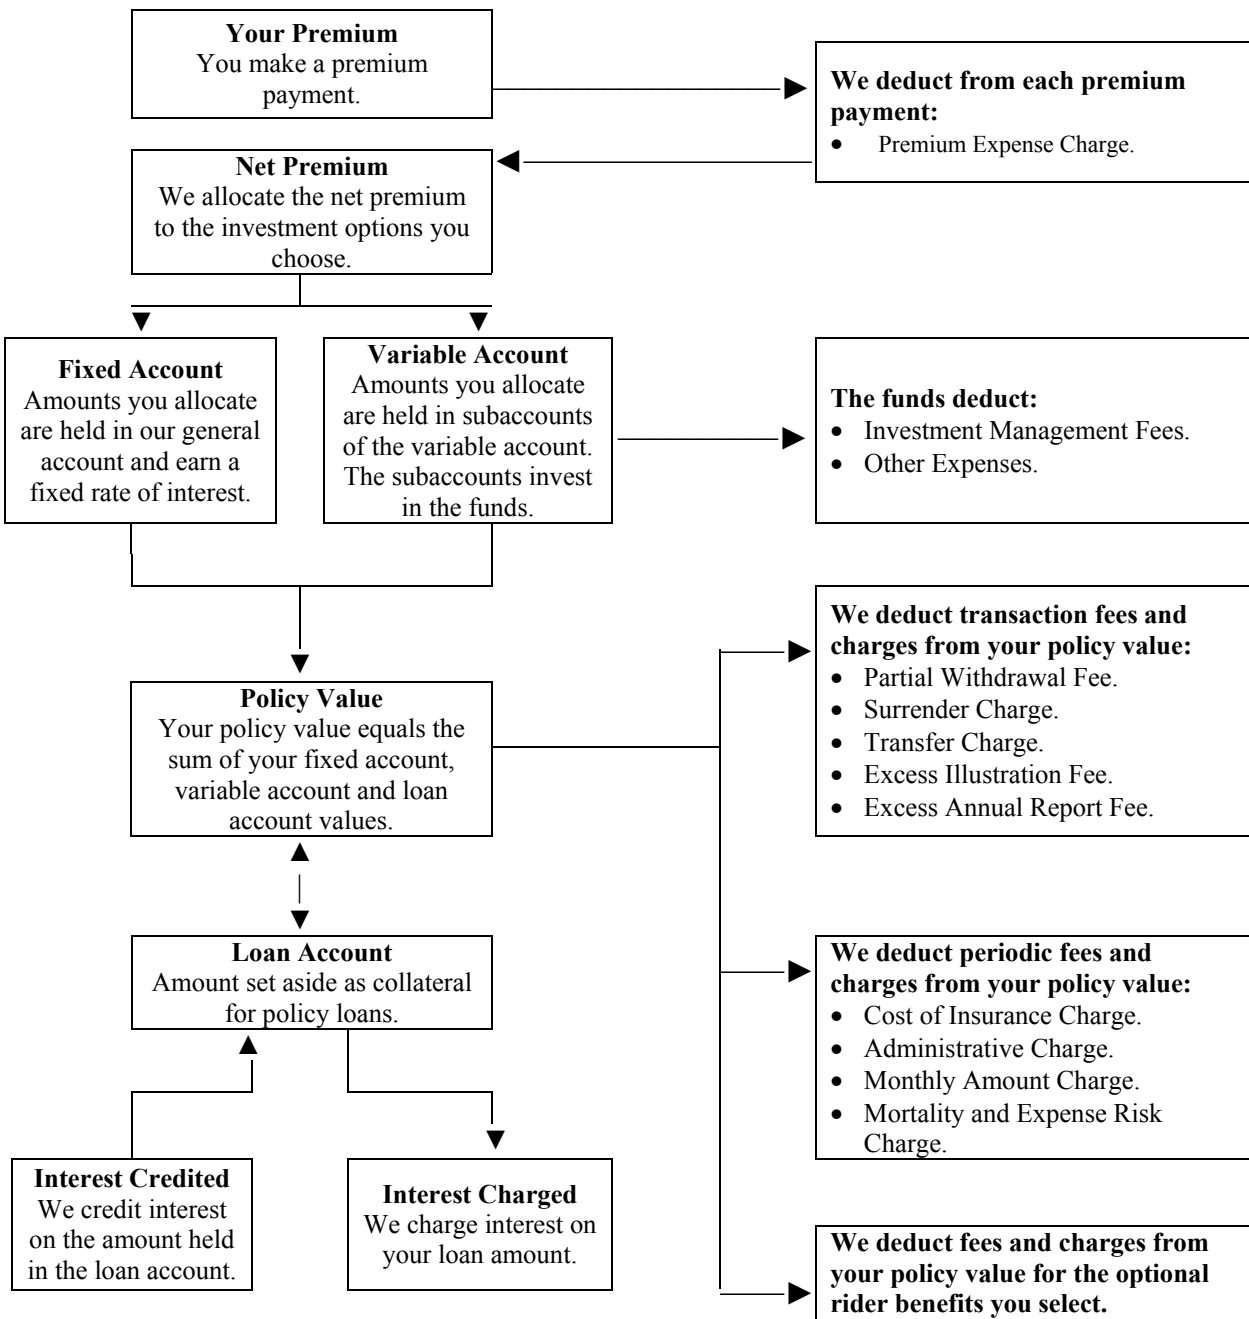 Your Premium
You make a premium
payment.
We deduct from each premium
payment:
• Premium Expense Charge.
Net Premium
We allocate the net premium
to the investment options you
choose.
Fixed Account
Amounts you allocate
are held in our general
account and earn a
fixed rate of interest.
Variable Account
Amounts you allocate
are held in subaccounts
of the variable account.
The subaccounts invest
in the funds.
The funds deduct:
• Investment Management Fees.
• Other Expenses.
Policy Value
Your policy value equals the
sum of your fixed account,
variable account and loan
account values.
We deduct transaction fees and
charges from your policy value:
• Partial Withdrawal Fee.
• Surrender Charge.
• Transfer Charge.
• Excess Illustration Fee.
• Excess Annual Report Fee.
Loan Account
Amount set aside as collateral
for policy loans.
We deduct periodic fees and
charges from your policy value:
• Cost of Insurance Charge.
• Administrative Charge.
• Monthly Amount Charge.
• Mortality and Expense Risk
Charge.
Interest Credited
We credit interest
on the amount held
in the loan account.
Interest Charged
We charge interest on
your loan amount.
We deduct fees and charges from
your policy value for the optional
rider benefits you select.